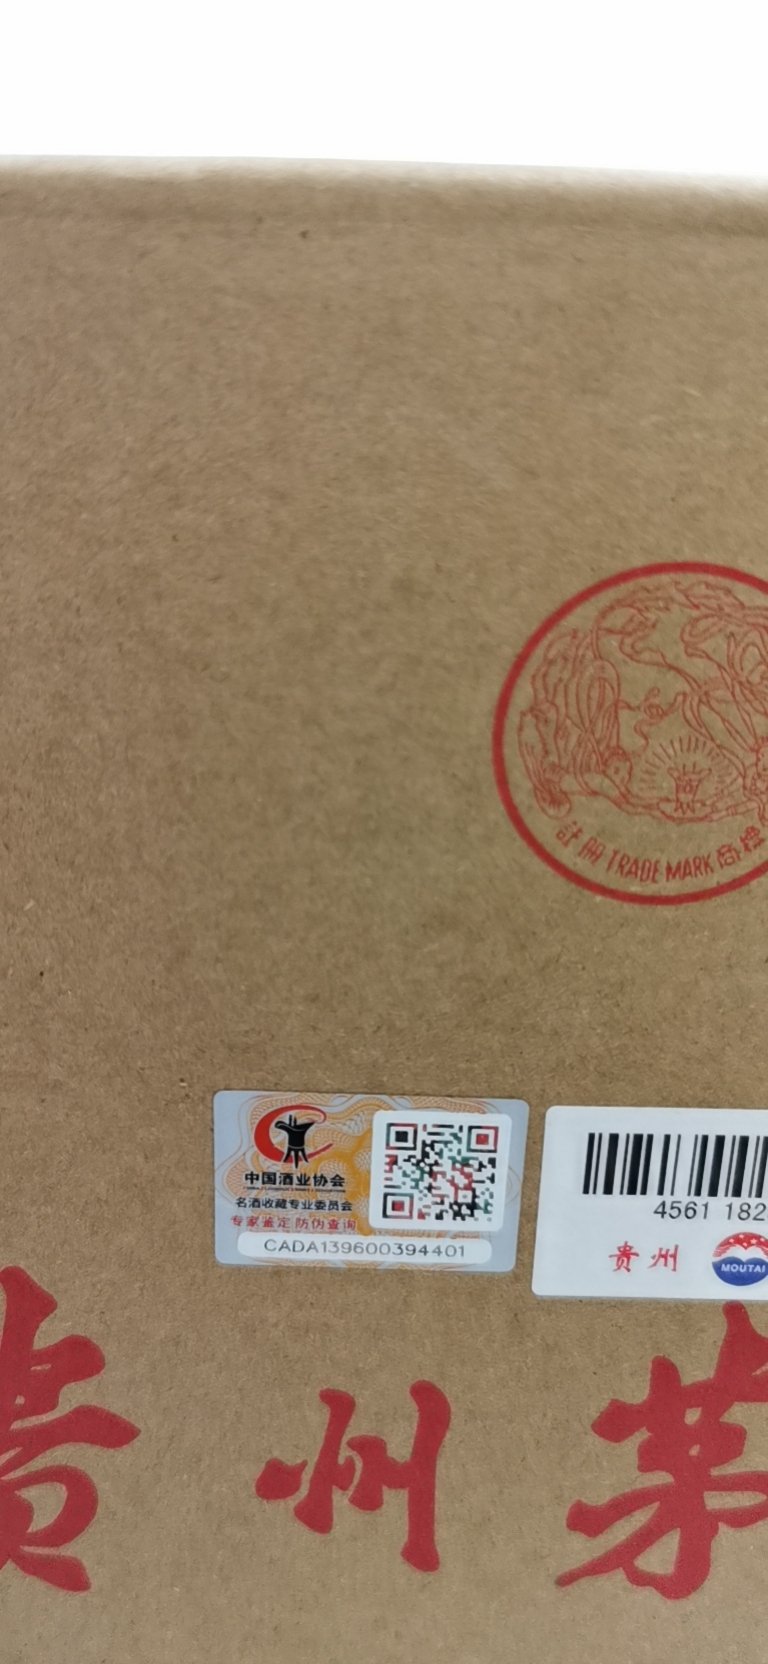 註册 TRADE MARK 商標
中国酒业协会
名酒收藏专业委员会
专家鉴定 防伪查询
CADA139600394401
4561 182
贵州
MOUTAI
贵州茅